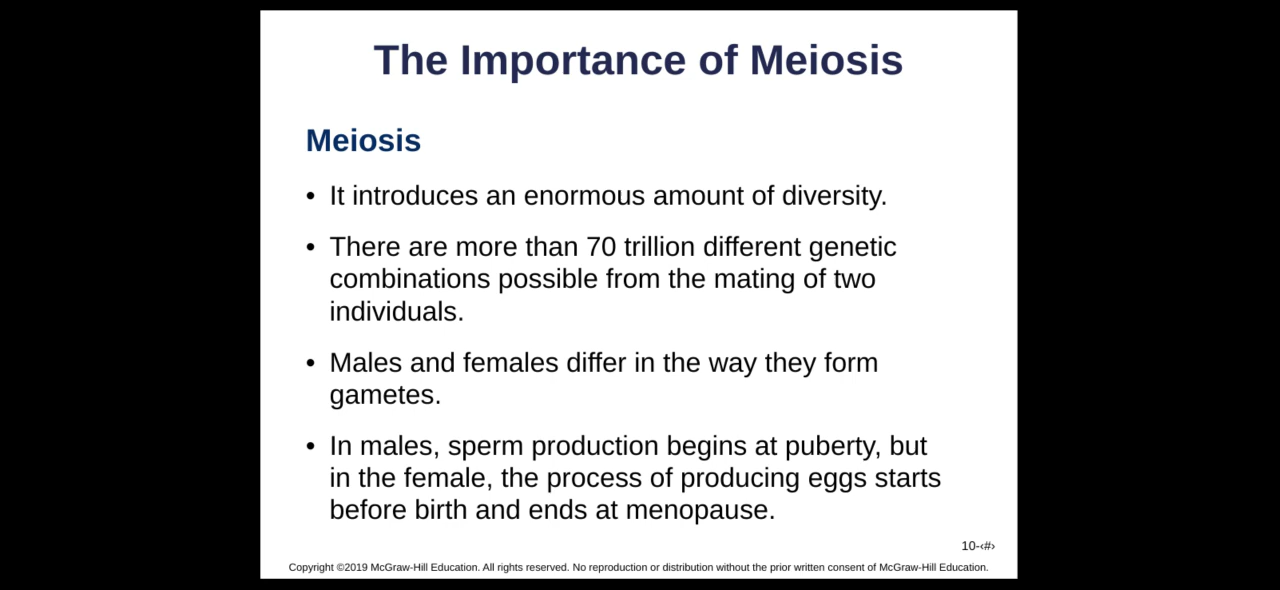 The Importance of Meiosis
Meiosis
• It introduces an enormous amount of diversity.
• There are more than 70 trillion different genetic
combinations possible from the mating of two
individuals.
• Males and females differ in the way they form
gametes.
• In males, sperm production begins at puberty, but
in the female, the process of producing eggs starts
before birth and ends at menopause.
10-‹#›
Copyright ©2019 McGraw-Hill Education. All rights reserved. No reproduction or distribution without the prior written consent of McGraw-Hill Education.